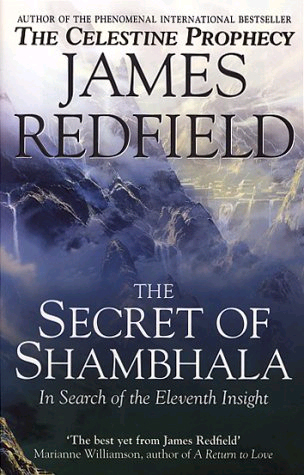 AUTHOR OF THE PHENOMENAL INTERNATIONAL BESTSELLER
THE CELESTINE PROPHECY
JAMES
REDFIELD
THE
SECRET OF
SHAMBHALA
In Search of the Eleventh Insight
'The best yet from James Redfield'
Marianne Williamson, author of A Return to Love